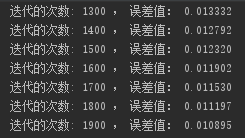 迭代的次数: 1300 , 误差值: 0.013332
迭代的次数: 1400 , 误差值: 0.012792
迭代的次数: 1500 , 误差值: 0.012320
迭代的次数: 1600 , 误差值: 0.011902
迭代的次数: 1700 , 误差值: 0.011530
迭代的次数: 1800 , 误差值: 0.011197
迭代的次数: 1900 , 误差值: 0.010895